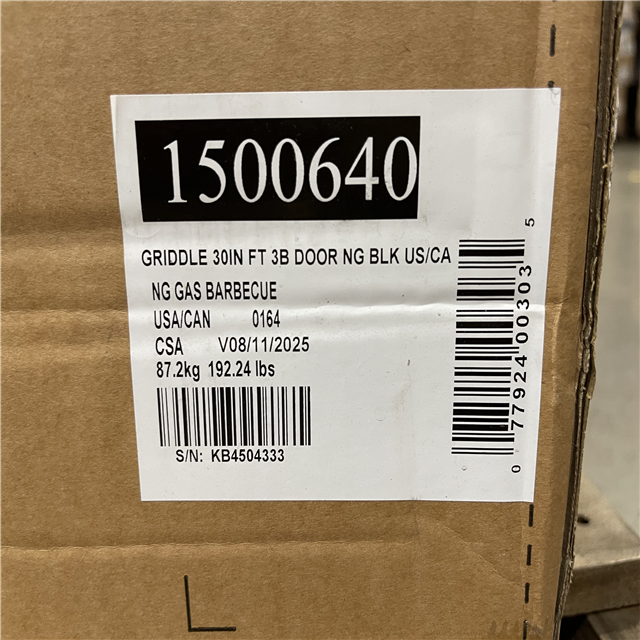 1500640
GRIDDLE 30IN FT 3B DOOR NG BLK US/CA
NG GAS BARBECUE
USA/CAN 0164
CSA V08/11/2025
87.2kg 192.24 lbs
S/N: KB4504333
0 77924 00303 5